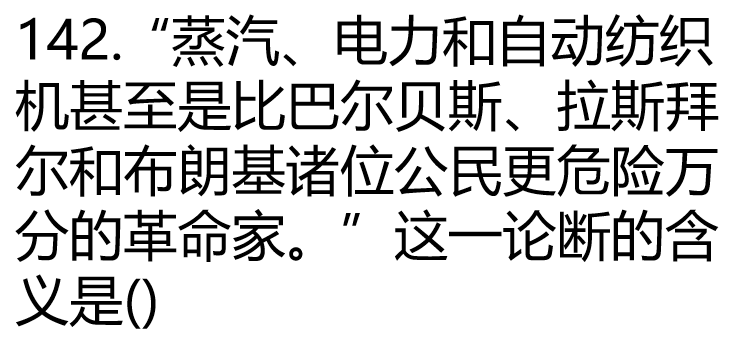 142.“蒸汽、电力和自动纺织
机甚至是比巴尔贝斯、拉斯拜
尔和布朗基诸位公民更危险万
分的革命家。”这一论断的含
义是()